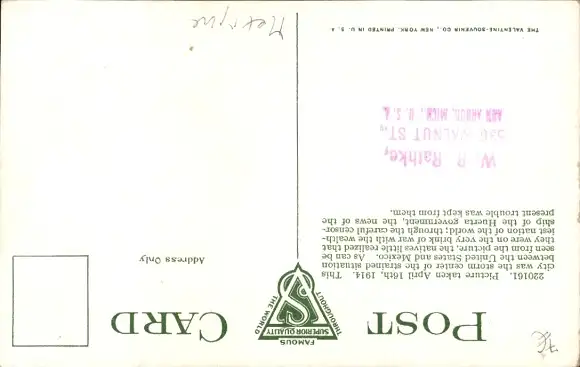 POST CARD
FAMOUS
SUPERIOR QUALITY
THROUGHOUT THE WORLD
220161. Picture taken April 16th, 1914. This
city was the storm center of the strained situation
between the United States and Mexico. As can be
seen from the picture, the natives little realized that
they were on the very brink of war with the wealth-
iest nation of the world through the careful censor-
ship of the Huerta government, the news of the
present trouble was kept from them.
Address Only
W. R. Rathke,
530 WALNUT ST.,
ANN ARBOR, MICH., U. S. A.
THE VALENTINE-SOUVENIR CO., NEW YORK. PRINTED IN U. S. A.